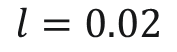 l = 0.02